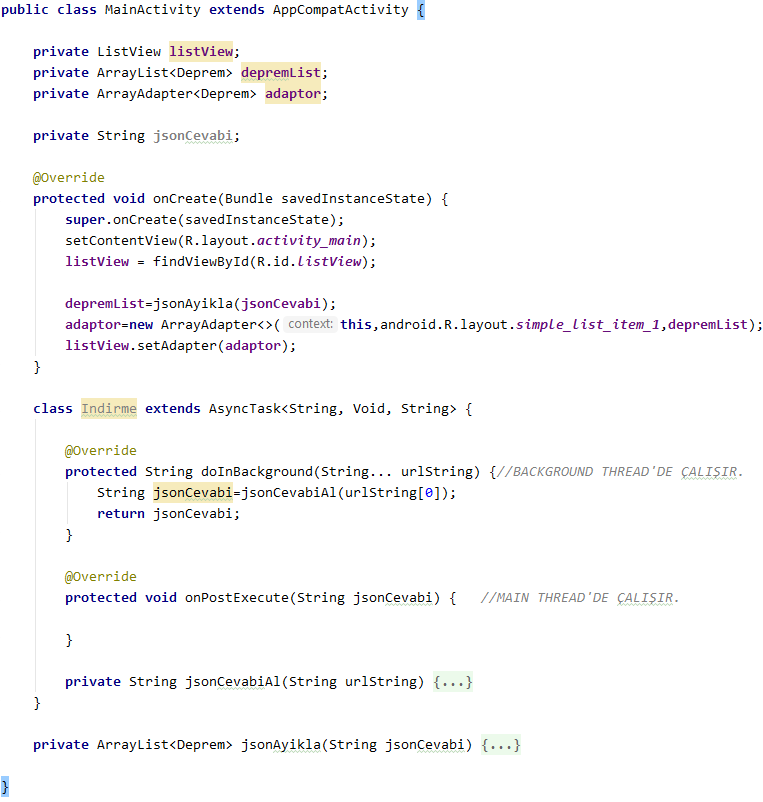 public class MainActivity extends AppCompatActivity {
private ListView listView;
private ArrayList<Deprem> depremList;
private ArrayAdapter<Deprem> adaptor;
private String jsonCevabi;
@Override
protected void onCreate(Bundle savedInstanceState) {
super.onCreate(savedInstanceState);
setContentView(R.layout.activity_main);
listView = findViewById(R.id.listView);
depremList=jsonAyikla(jsonCevabi);
adaptor=new ArrayAdapter<>( context: this,android.R.layout.simple_list_item_1,depremList);
listView.setAdapter(adaptor);
}
class Indirme extends AsyncTask<String, Void, String> {
@Override
protected String doInBackground(String... urlString) {//BACKGROUND THREAD'DE ÇALIŞIR.
String jsonCevabi=jsonCevabiAl(urlString[0]);
return jsonCevabi;
}
@Override
protected void onPostExecute(String jsonCevabi) { //MAIN THREAD'DE ÇALIŞIR.
}
private String jsonCevabiAl(String urlString) {...}
}
private ArrayList<Deprem> jsonAyikla(String jsonCevabi) {...}
}